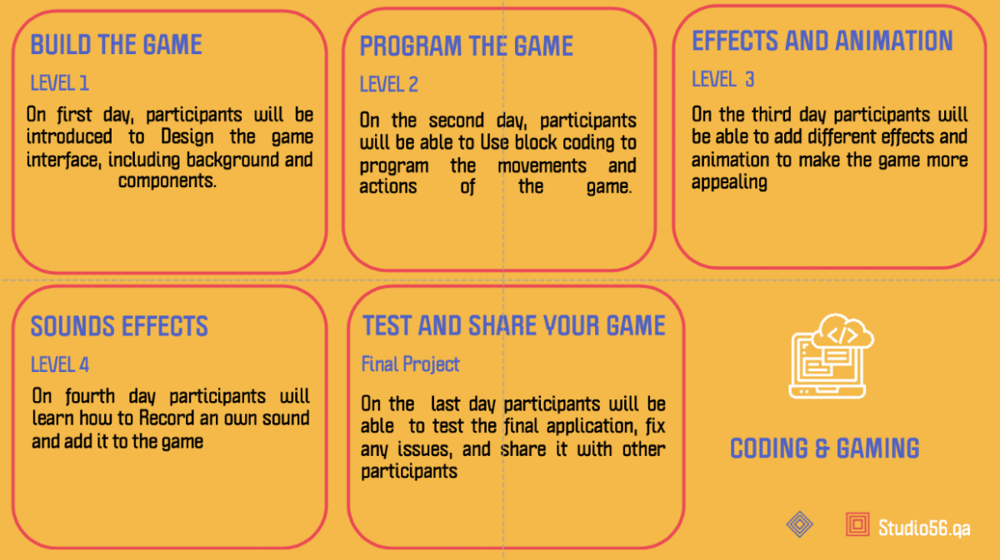 BUILD THE GAME
LEVEL 1
On first day, participants will be
introduced to Design the game
interface, including background and
components.
PROGRAM THE GAME
LEVEL 2
On the second day, participants
will be able to Use block coding to
program the movements and
actions of the game.
EFFECTS AND ANIMATION
LEVEL 3
On the third day participants will
be able to add different effects and
animation to make the game more
appealing
SOUNDS EFFECTS
LEVEL 4
On fourth day participants will
learn how to Record an own sound
and add it to the game
TEST AND SHARE YOUR GAME
Final Project
On the last day participants will be
able to test the final application, fix
any issues, and share it with other
participants
</>
CODING & GAMING
Studio56.qa